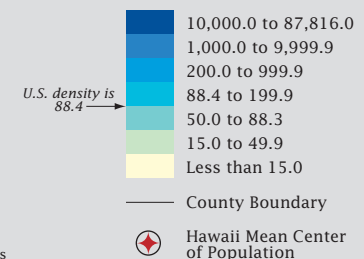 10,000.0 to 87,816.0
1,000.0 to 9,999.9
200.0 to 999.9
U.S. density is
88.4
88.4 to 199.9
50.0 to 88.3
15.0 to 49.9
Less than 15.0
County Boundary
Hawaii Mean Center
of Population